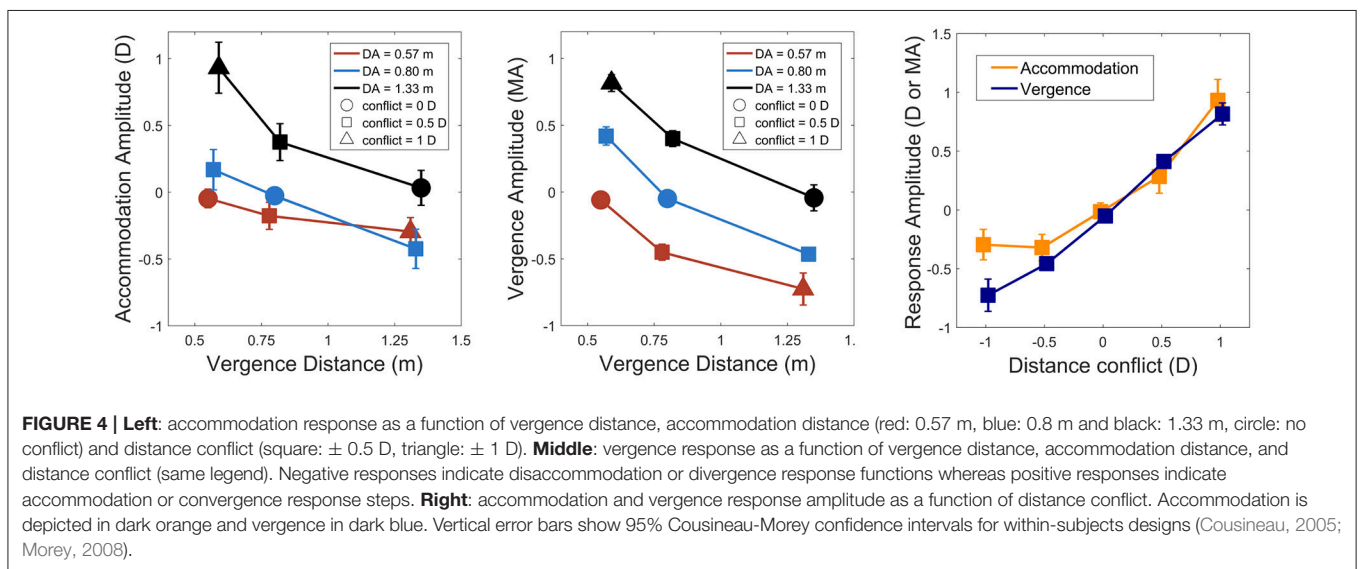 Accommodation Amplitude (D)
1
0.5
0
-0.5
-1
0.5
0.75
1
1.25
1.5
Vergence Distance (m)
DA = 0.57 m
DA = 0.80 m
DA = 1.33 m
conflict = 0 D
conflict = 0.5 D
conflict = 1 D
Vergence Amplitude (MA)
1
0.5
0
-0.5
-1
0.5
0.75
1
1.25
1.
Vergence Distance (m)
DA = 0.57 m
DA = 0.80 m
DA = 1.33 m
conflict = 0 D
conflict = 0.5 D
conflict = 1 D
Response Amplitude (D or MA)
1.5
1
0.5
0
-0.5
-1
-1
-0.5
0
0.5
1
Distance conflict (D)
Accommodation
Vergence
FIGURE 4 | Left: accommodation response as a function of vergence distance, accommodation distance (red: 0.57 m, blue: 0.8 m and black: 1.33 m, circle: no
conflict) and distance conflict (square: ± 0.5 D, triangle: ± 1 D). Middle: vergence response as a function of vergence distance, accommodation distance, and
distance conflict (same legend). Negative responses indicate disaccommodation or divergence response functions whereas positive responses indicate
accommodation or convergence response steps. Right: accommodation and vergence response amplitude as a function of distance conflict. Accommodation is
depicted in dark orange and vergence in dark blue. Vertical error bars show 95% Cousineau-Morey confidence intervals for within-subjects designs (Cousineau, 2005;
Morey, 2008).